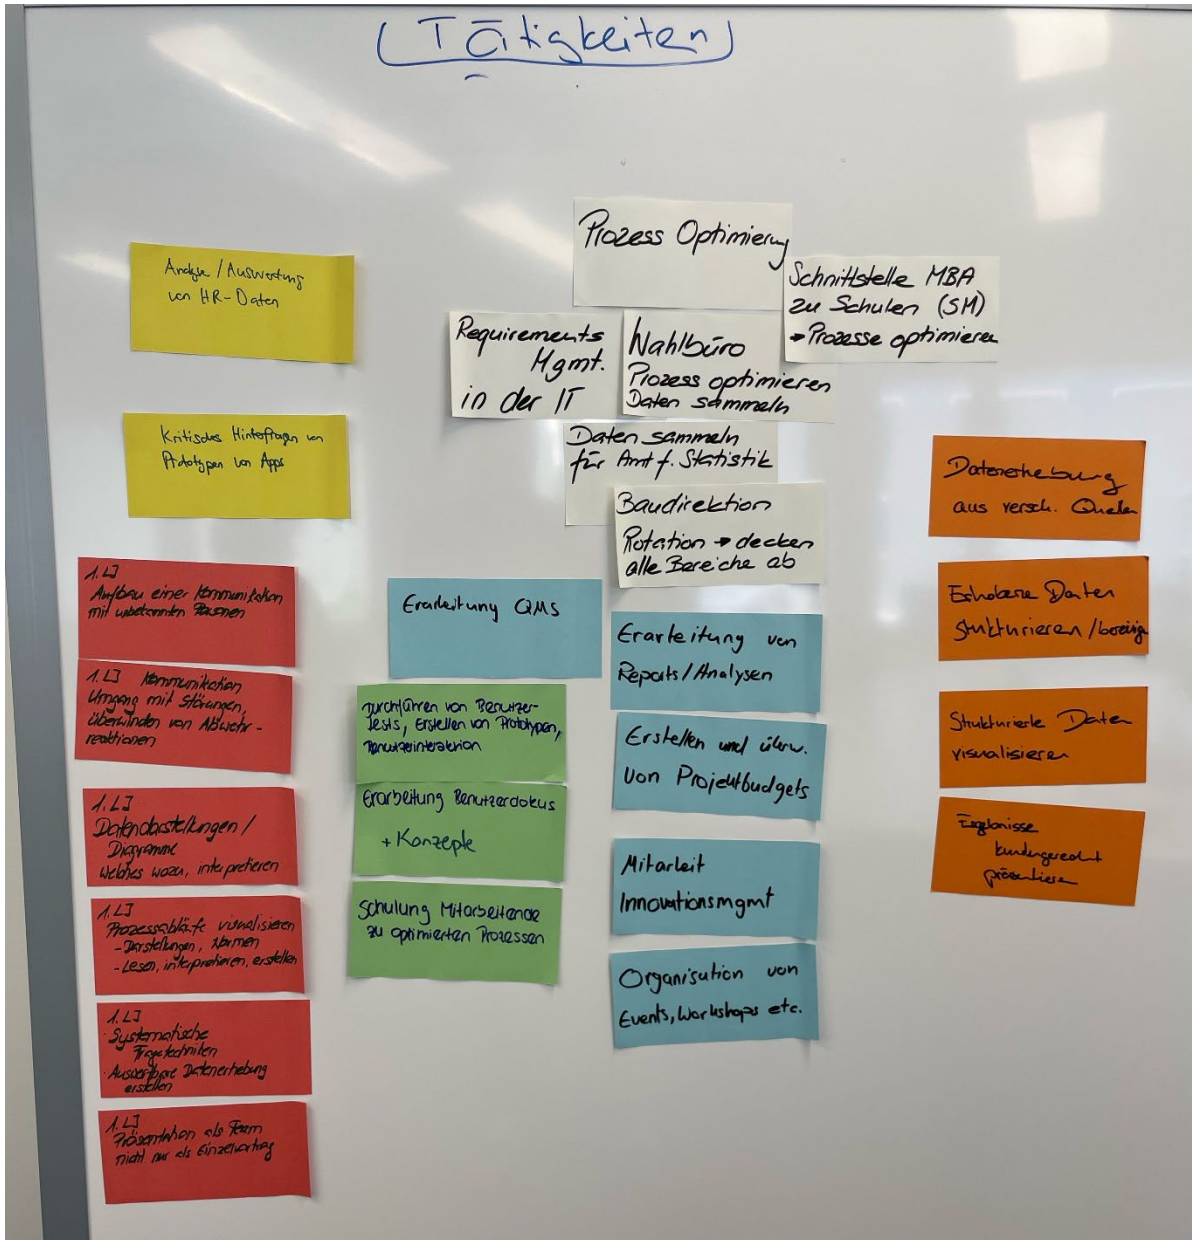 Tätigkeiten
Analyse / Auswertung
von HR-Daten
Kritisches Hinterfragen von
Prototypen von Apps
1. LJ
Aufbau einer Kommunikation
mit unbekannten Personen
1. LJ Kommunikation
Umgang mit Störungen,
überwinden von Abwehr-
reaktionen
1. LJ
Datendarstellungen /
Diagramme
Welches wozu, interpretieren
1. LJ
Prozessabläufe visualisieren
- Darstellungen, Normen
- Lesen, interpretieren, erstellen
1. LJ
· Systematische
Fragetechniken
· Auswertbare Datenerhebung
erstellen
1. LJ
Präsentation als Team
nicht nur als Einzelvortrag
Prozess Optimierung
Schnittstelle MBA
zu Schulen (SM)
→ Prozesse optimieren
Requirements
Mgmt.
in der IT
Wahlbüro
Prozess optimieren
Daten sammeln
Daten sammeln
für Amt f. Statistik
Baudirektion
Rotation → decken
alle Bereiche ab
Erarbeitung QMS
Durchführen von Benutzer-
tests, Erstellen von Prototypen,
Benutzerinteraktion
Erarbeitung Benutzerdokus
+ Konzepte
Schulung Mitarbeitende
zu optimierten Prozessen
Erarbeitung von
Reports/Analysen
Erstellen und überw.
von Projektbudgets
Mitarbeit
Innovationsmgmt
Organisation von
Events, Workshops etc.
Datenerhebung
aus versch. Quellen
Erhobene Daten
strukturieren/bereinig
Strukturierte Daten
visualisieren
Ergebnisse
kundengerecht
präsentieren